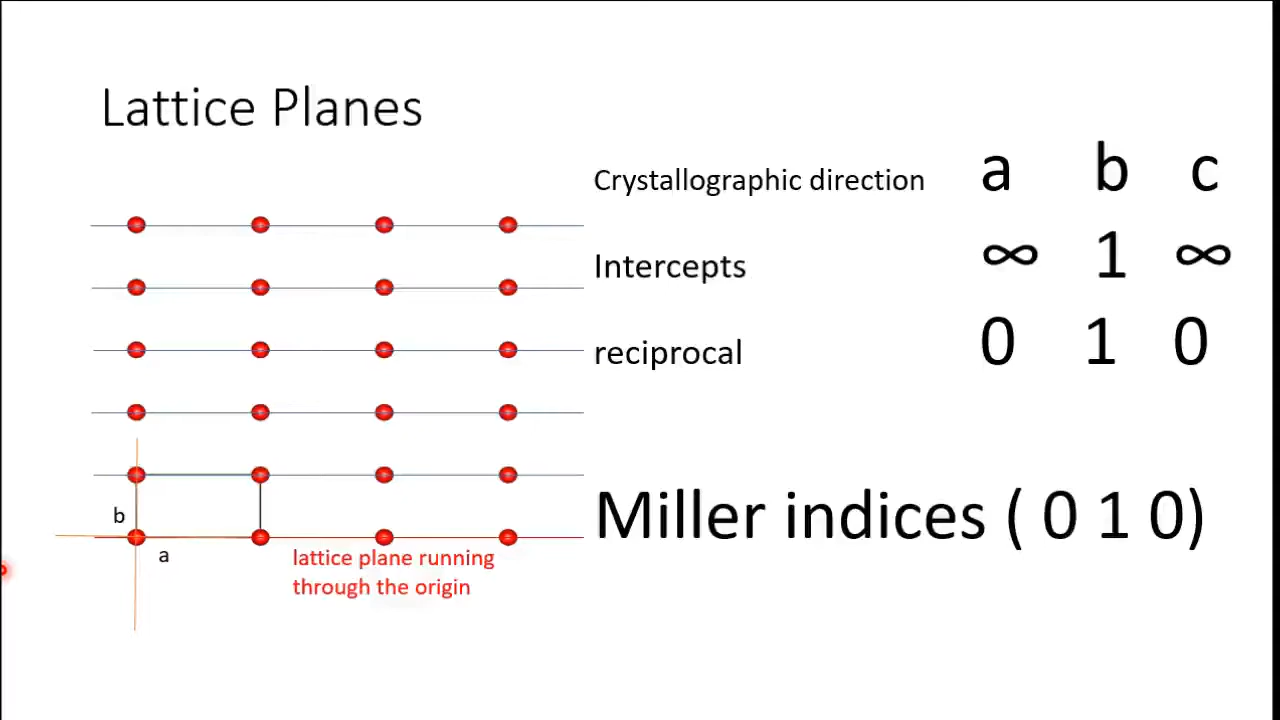 Lattice Planes
Crystallographic direction a b c
Intercepts ∞ 1 ∞
reciprocal 0 1 0
Miller indices ( 0 1 0)
b
a
lattice plane running
through the origin